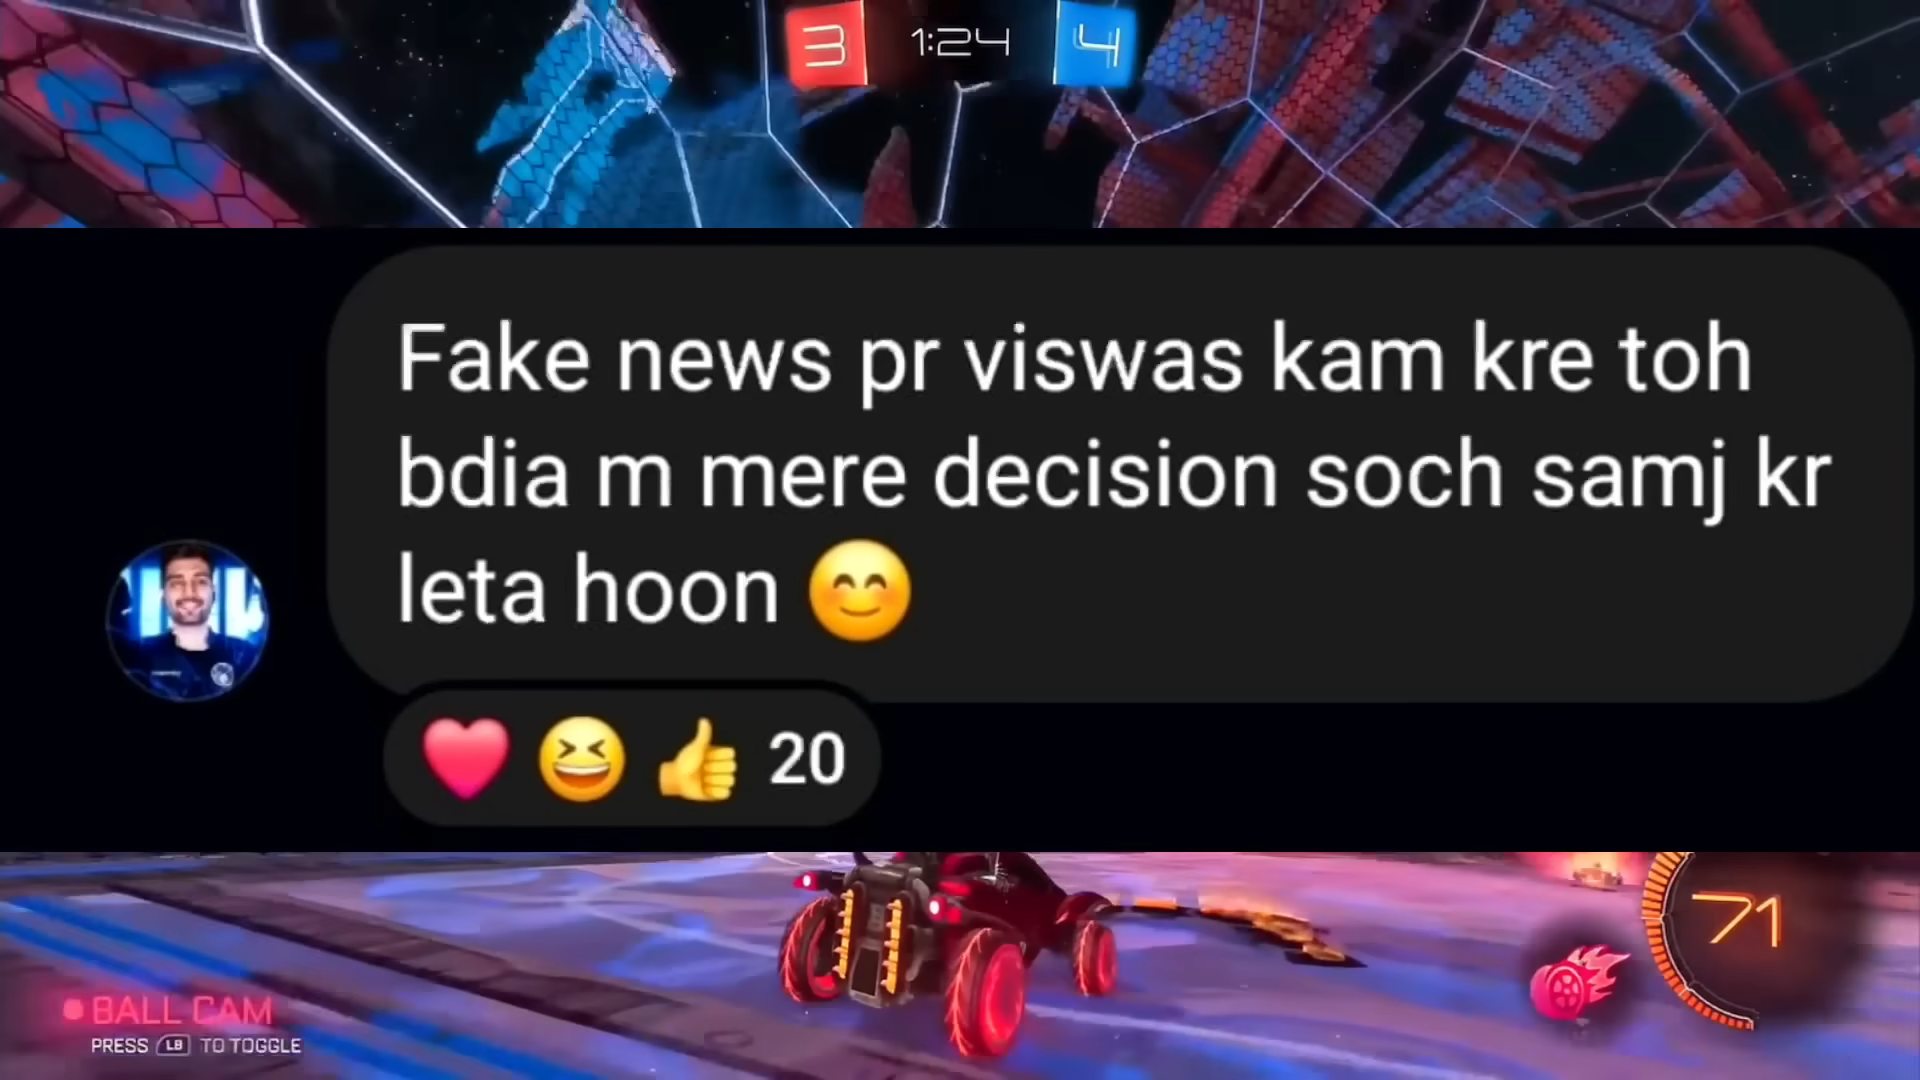 3 1:24 4
Fake news pr viswas kam kre toh
bdia m mere decision soch samj kr
leta hoon 😊
20
71
BALL CAM
PRESS LB TO TOGGLE